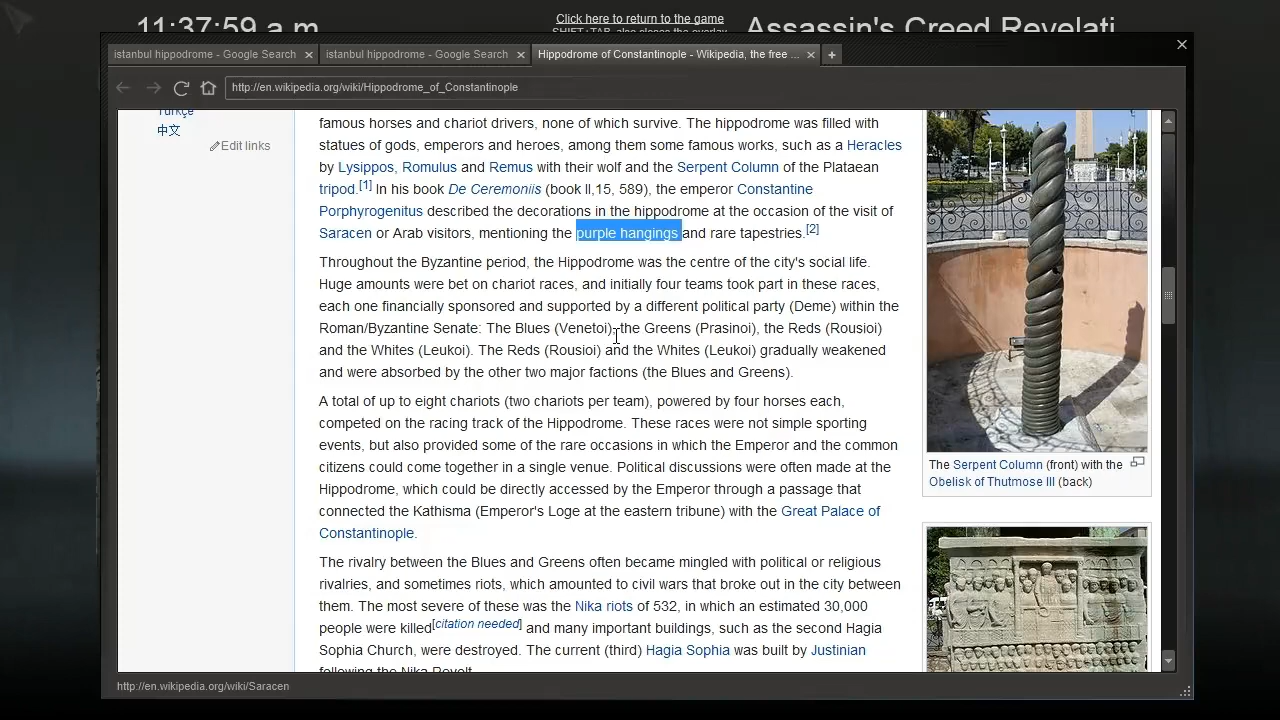 11:37:59 a.m
Click here to return to the game
Assassin's Creed Revelati
SHIFT+TAB also closes the overlay
istanbul hippodrome - Google Search
istanbul hippodrome - Google Search
Hippodrome of Constantinople - Wikipedia, the free ...
http://en.wikipedia.org/wiki/Hippodrome_of_Constantinople
Türkçe
中文
Edit links
famous horses and chariot drivers, none of which survive. The hippodrome was filled with
statues of gods, emperors and heroes, among them some famous works, such as a Heracles
by Lysippos, Romulus and Remus with their wolf and the Serpent Column of the Plataean
tripod.[1] In his book De Ceremoniis (book II,15, 589), the emperor Constantine
Porphyrogenitus described the decorations in the hippodrome at the occasion of the visit of
Saracen or Arab visitors, mentioning the purple hangings and rare tapestries.[2]
Throughout the Byzantine period, the Hippodrome was the centre of the city's social life.
Huge amounts were bet on chariot races, and initially four teams took part in these races,
each one financially sponsored and supported by a different political party (Deme) within the
Roman/Byzantine Senate: The Blues (Venetoi), the Greens (Prasinoi), the Reds (Rousioi)
and the Whites (Leukoi). The Reds (Rousioi) and the Whites (Leukoi) gradually weakened
and were absorbed by the other two major factions (the Blues and Greens).
A total of up to eight chariots (two chariots per team), powered by four horses each,
competed on the racing track of the Hippodrome. These races were not simple sporting
events, but also provided some of the rare occasions in which the Emperor and the common
citizens could come together in a single venue. Political discussions were often made at the
Hippodrome, which could be directly accessed by the Emperor through a passage that
connected the Kathisma (Emperor's Loge at the eastern tribune) with the Great Palace of
Constantinople.
The rivalry between the Blues and Greens often became mingled with political or religious
rivalries, and sometimes riots, which amounted to civil wars that broke out in the city between
them. The most severe of these was the Nika riots of 532, in which an estimated 30,000
people were killed[citation needed] and many important buildings, such as the second Hagia
Sophia Church, were destroyed. The current (third) Hagia Sophia was built by Justinian
following the Nika Revolt.
The Serpent Column (front) with the
Obelisk of Thutmose III (back)
http://en.wikipedia.org/wiki/Saracen